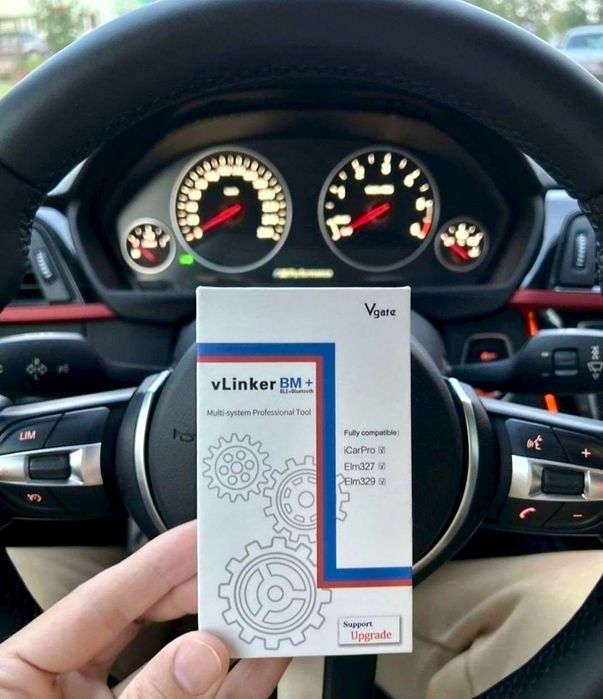 Vgate
vLinker BM+
BLE+Bluetooth
Multi-system Professional Tool
Fully compatible:
iCarPro ☑
Elm327 ☑
Elm329 ☑
Support
Upgrade
LIM
+
−